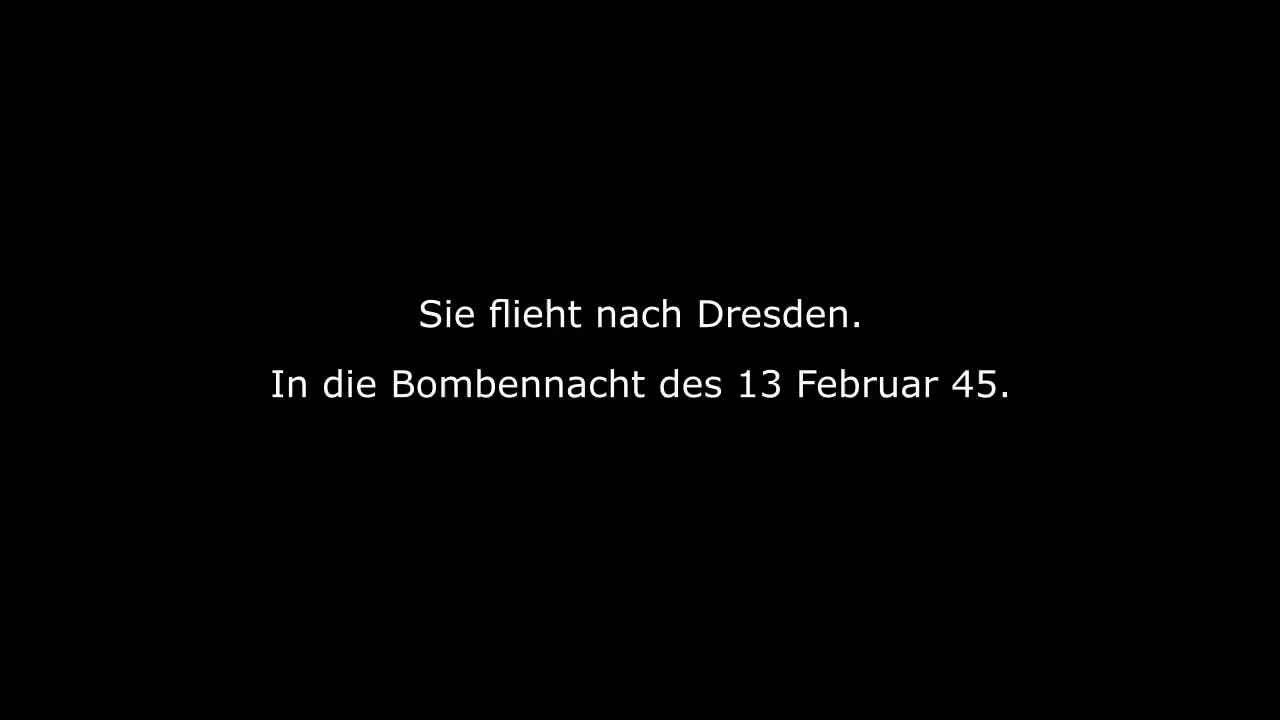 Sie flieht nach Dresden.
In die Bombennacht des 13 Februar 45.